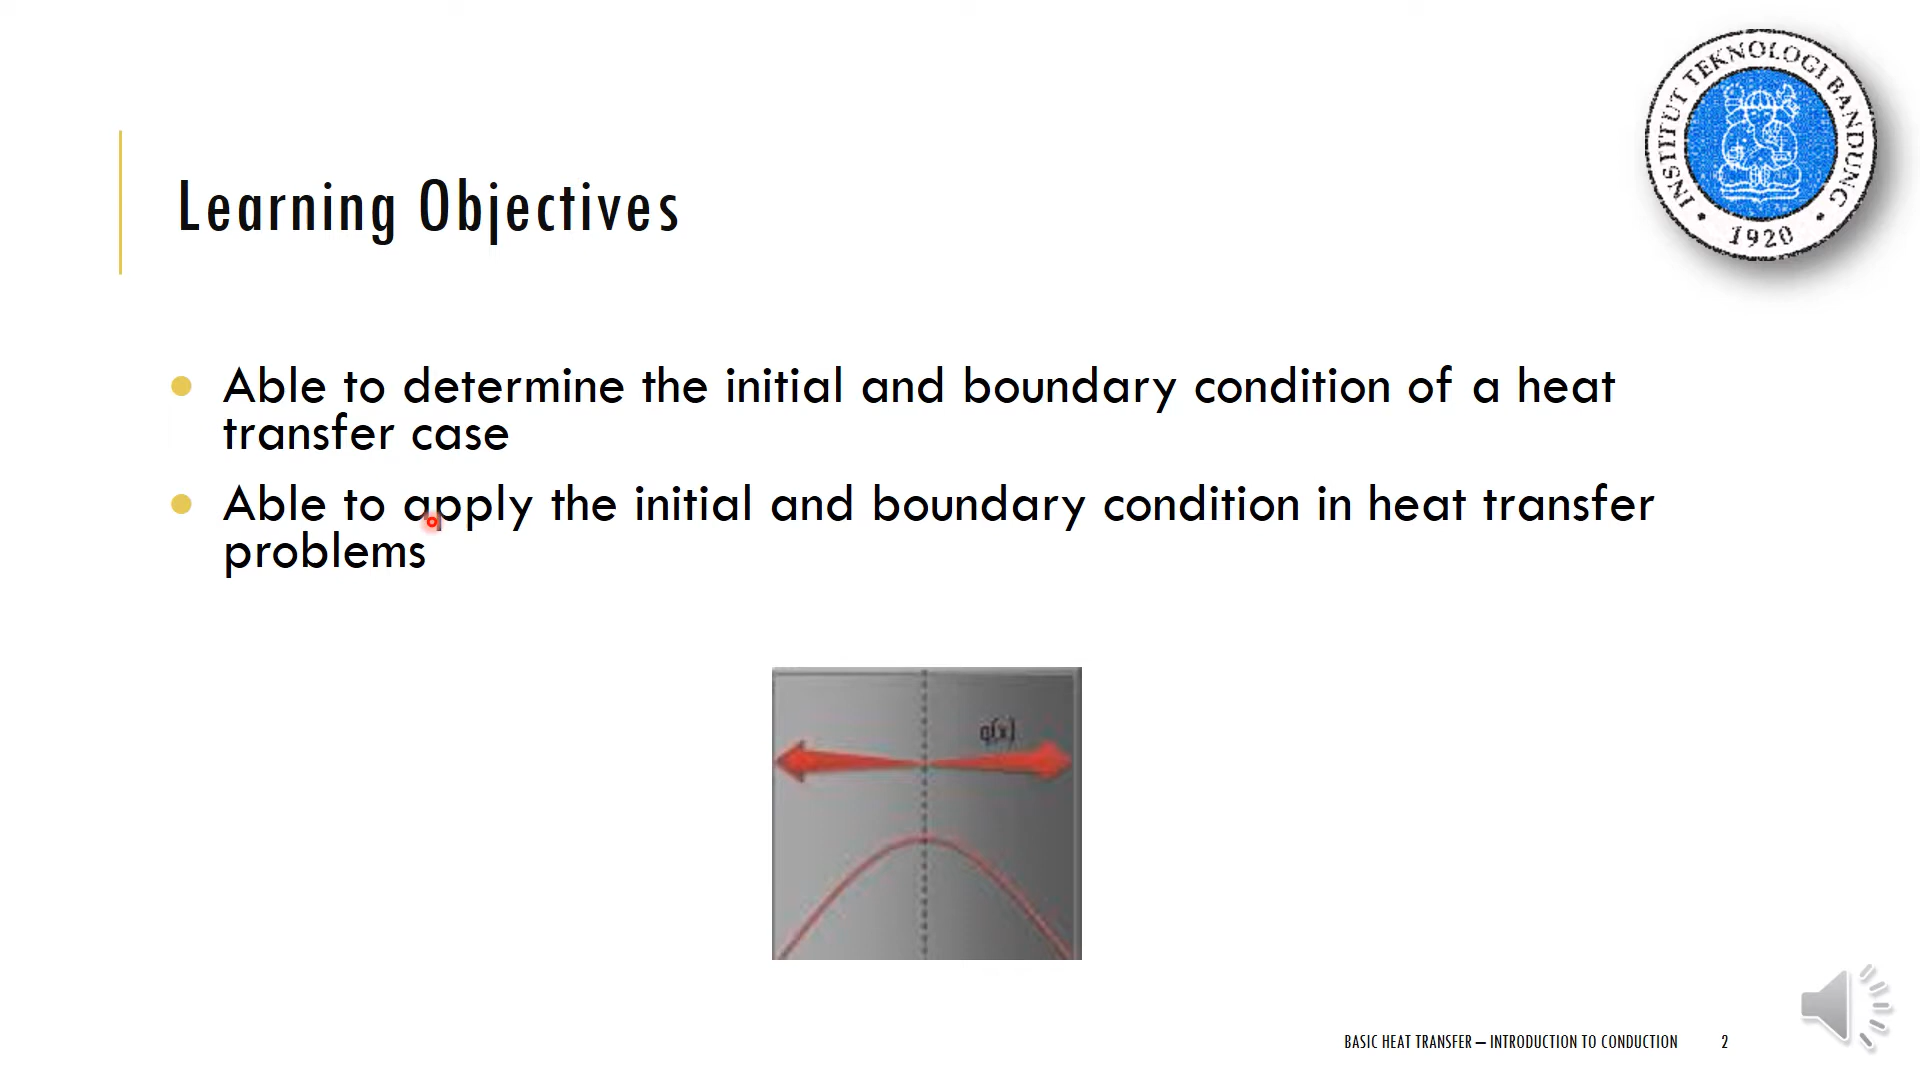 INSTITUT TEKNOLOGI BANDUNG
1920
Learning Objectives
Able to determine the initial and boundary condition of a heat
transfer case
Able to apply the initial and boundary condition in heat transfer
problems
q(x)
BASIC HEAT TRANSFER – INTRODUCTION TO CONDUCTION 2